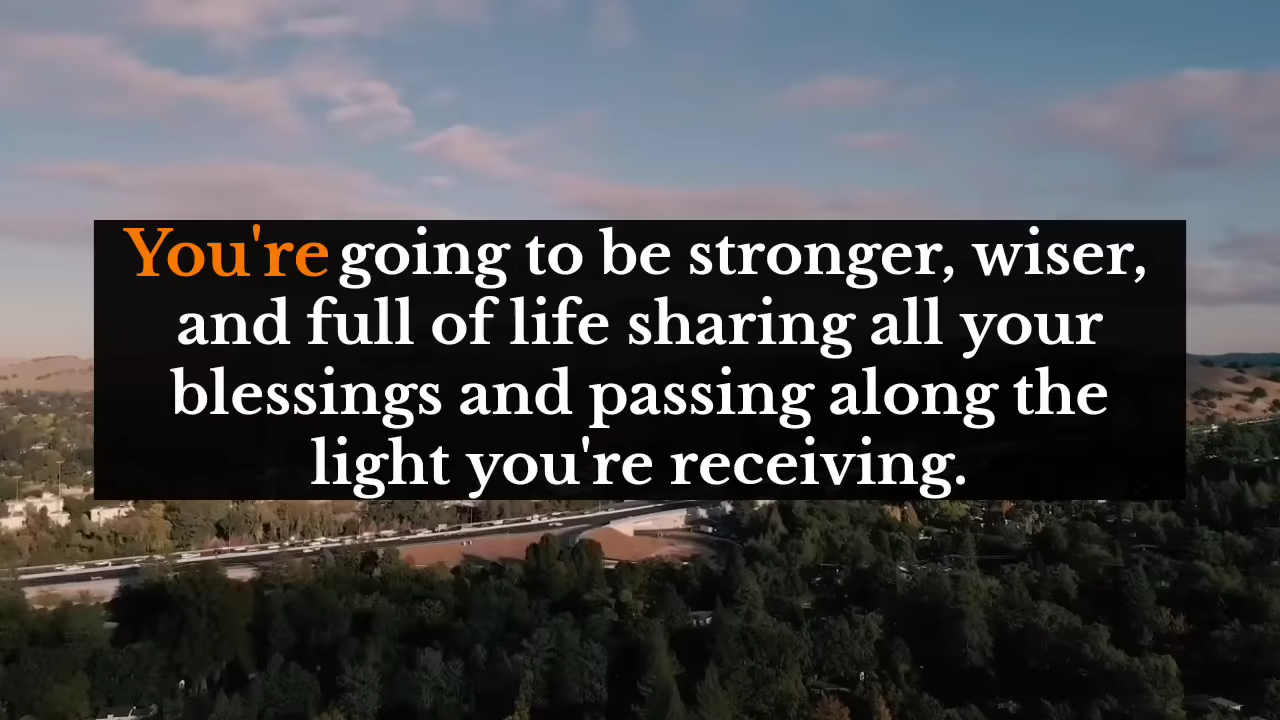 You're going to be stronger, wiser,
and full of life sharing all your
blessings and passing along the
light you're receiving.